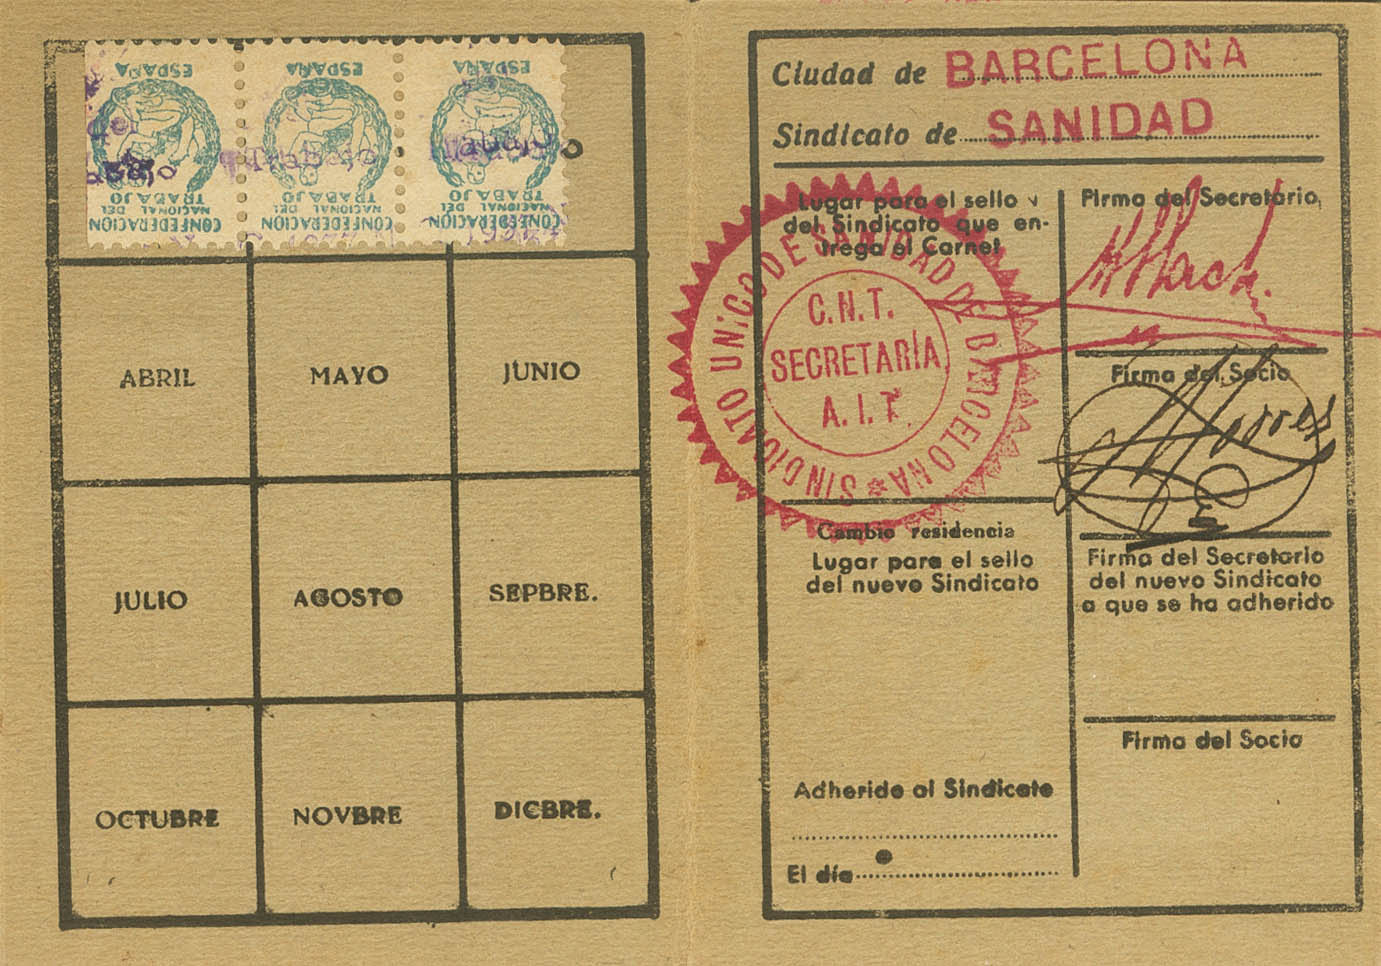 ESPAÑA ESPAÑA ESPAÑA
Trabajo
TRABAJO TRABAJO TRABAJO
NACIONAL DEL NACIONAL DEL NACIONAL DEL
CONFEDERACIÓN CONFEDERACIÓN CONFEDERACIÓN
ABRIL MAYO JUNIO
JULIO AGOSTO SEPBRE.
OCTUBRE NOVBRE DICBRE.
Ciudad de BARCELONA
Sindicato de SANIDAD
Lugar para el sello
del Sindicato que en-
trega el Carnet
SINDICATO UNICO DE SANIDAD DE BARCELONA
C.N.T.
SECRETARÍA
A.I.T.
Firma del Secretario
Firma del Socio
Cambio residencia
Lugar para el sello
del nuevo Sindicato
Firma del Secretario
del nuevo Sindicato
a que se ha adherido
Firma del Socio
Adherido al Sindicato
El día